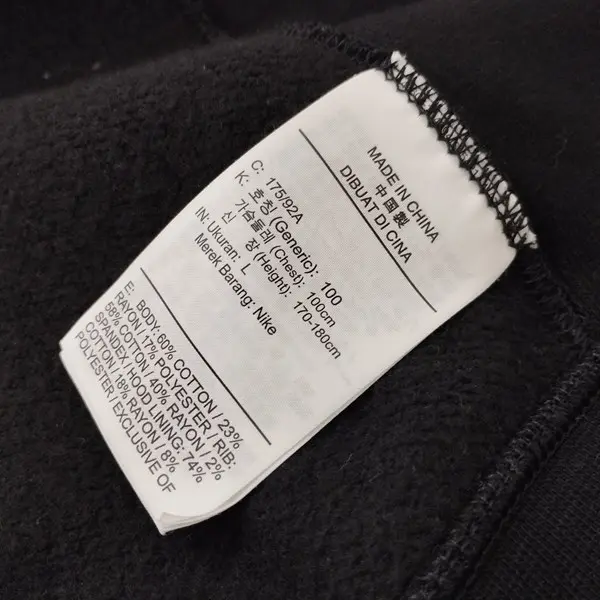 MADE IN CHINA
中国製
DIBUAT DI CINA
C: 175/92A
K: 호칭 (Generic): 100
가슴둘레 (Chest): 100cm
신 장 (Height): 170-180cm
IN: Ukuran: L
Merek Barang: Nike
E: BODY: 60% COTTON / 23%
RAYON / 17% POLYESTER / RIB:
58% COTTON / 40% RAYON / 2%
SPANDEX / HOOD LINING: 74%
COTTON / 18% RAYON / 8%
POLYESTER / EXCLUSIVE OF